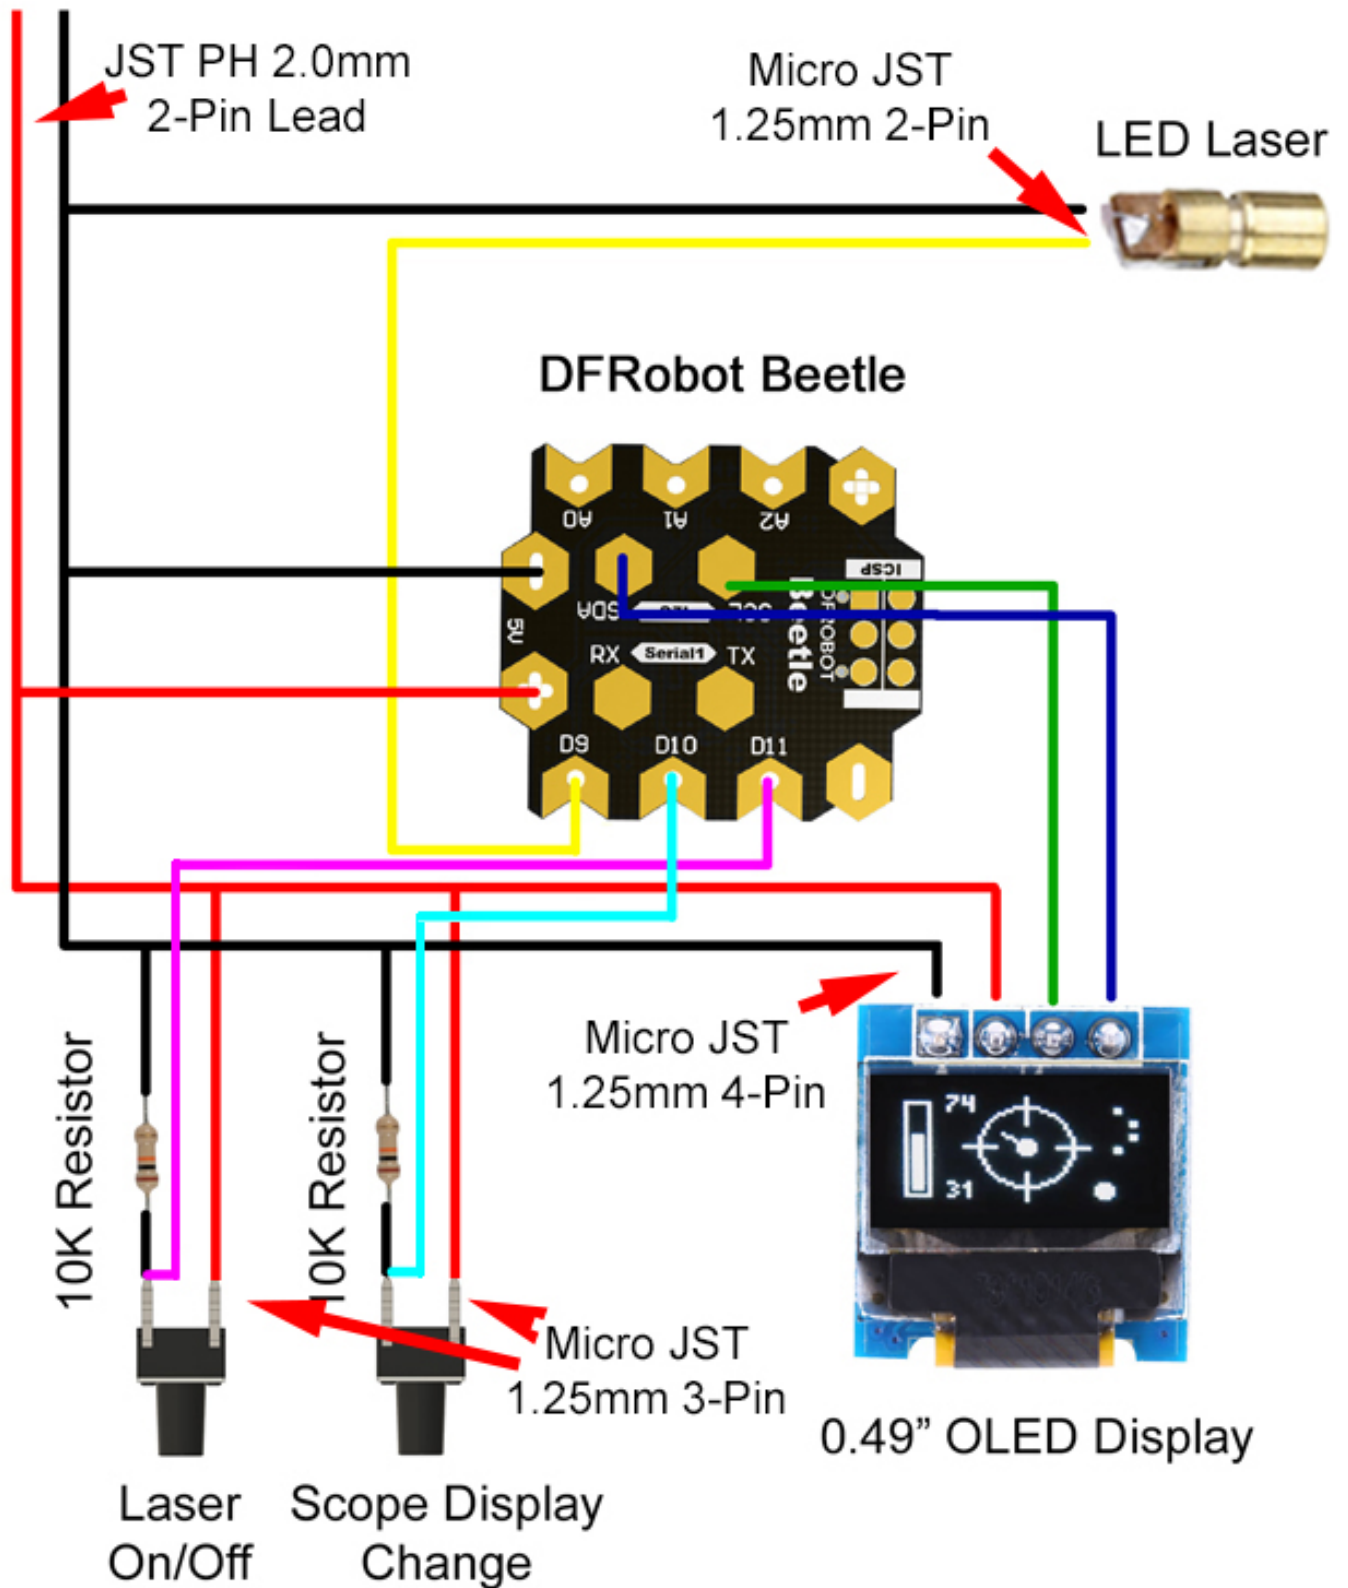 JST PH 2.0mm
2-Pin Lead
Micro JST
1.25mm 2-Pin
LED Laser
DFRobot Beetle
A0 A1 A2
ICSP
SDA
5V
RX Serial1 TX
Beetle
DFROBOT
D9 D10 D11
10K Resistor
10K Resistor
Micro JST
1.25mm 4-Pin
74
31
Micro JST
1.25mm 3-Pin
0.49” OLED Display
Laser
On/Off
Scope Display
Change